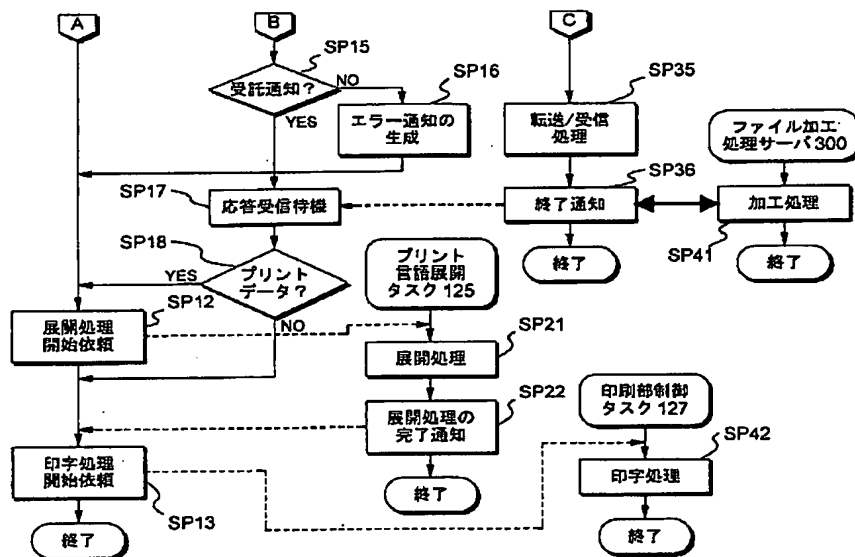 A
B
C
SP15
受託通知?
NO
YES
SP16
エラー通知の
生成
SP35
転送/受信
処理
ファイル加工
処理サーバ300
SP17
応答受信待機
SP36
終了通知
加工処理
SP41
終了
終了
SP18
プリント
データ?
YES
NO
プリント
言語展開
タスク125
SP12
展開処理
開始依頼
SP21
展開処理
SP22
展開処理の
完了通知
印刷部制御
タスク127
SP42
印字処理
印字処理
開始依頼
SP13
終了
終了
終了